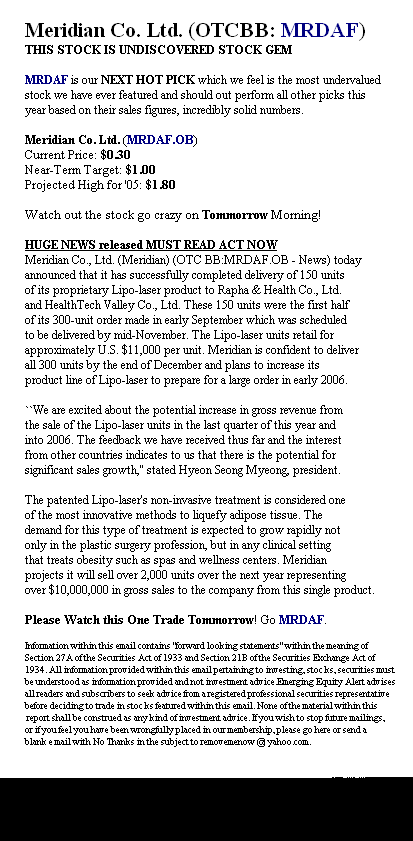 Meridian Co. Ltd. (OTCBB: MRDAF)
THIS STOCK IS UNDISCOVERED STOCK GEM
MRDAF is our NEXT HOT PICK which we feel is the most undervalued
stock we have ever featured and should out perform all other picks this
year based on their sales figures, incredibly solid numbers.
Meridian Co. Ltd. (MRDAF.OB)
Current Price: $0.30
Near-Term Target: $1.00
Projected High for '05: $1.80
Watch out the stock go crazy on Tommorrow Morning!
HUGE NEWS released MUST READ ACT NOW
Meridian Co., Ltd. (Meridian) (OTC BB:MRDAF.OB - News) today
announced that it has successfully completed delivery of 150 units
of its proprietary Lipo-laser product to Rapha & Health Co., Ltd.
and HealthTech Valley Co., Ltd. These 150 units were the first half
of its 300-unit order made in early September which was scheduled
to be delivered by mid-November. The Lipo-laser units retail for
approximately U.S. $11,000 per unit. Meridian is confident to deliver
all 300 units by the end of December and plans to increase its
product line of Lipo-laser to prepare for a large order in early 2006.
``We are excited about the potential increase in gross revenue from
the sale of the Lipo-laser units in the last quarter of this year and
into 2006. The feedback we have received thus far and the interest
from other countries indicates to us that there is the potential for
significant sales growth,'' stated Hyeon Seong Myeong, president.
The patented Lipo-laser's non-invasive treatment is considered one
of the most innovative methods to liquefy adipose tissue. The
demand for this type of treatment is expected to grow rapidly not
only in the plastic surgery profession, but in any clinical setting
that treats obesity such as spas and wellness centers. Meridian
projects it will sell over 2,000 units over the next year representing
over $10,000,000 in gross sales to the company from this single product.
Please Watch this One Trade Tommorrow! Go MRDAF.
Information within this email contains "forward looking statements" within the meaning of
Section 27A of the Securities Act of 1933 and Section 21B of the Securities Exchange Act of
1934. All information provided within this email pertaining to investing, stocks, securities must
be understood as information provided and not investment advice.Emerging Equity Alert advises
all readers and subscribers to seek advice from a registered professional securities representative
before deciding to trade in stocks featured within this email. None of the material within this
report shall be construed as any kind of investment advice. If you wish to stop future mailings,
or if you feel you have been wrongfully placed in our membership, please go here or send a
blank e mail with No Thanks in the subject to removemenow @ yahoo.com.